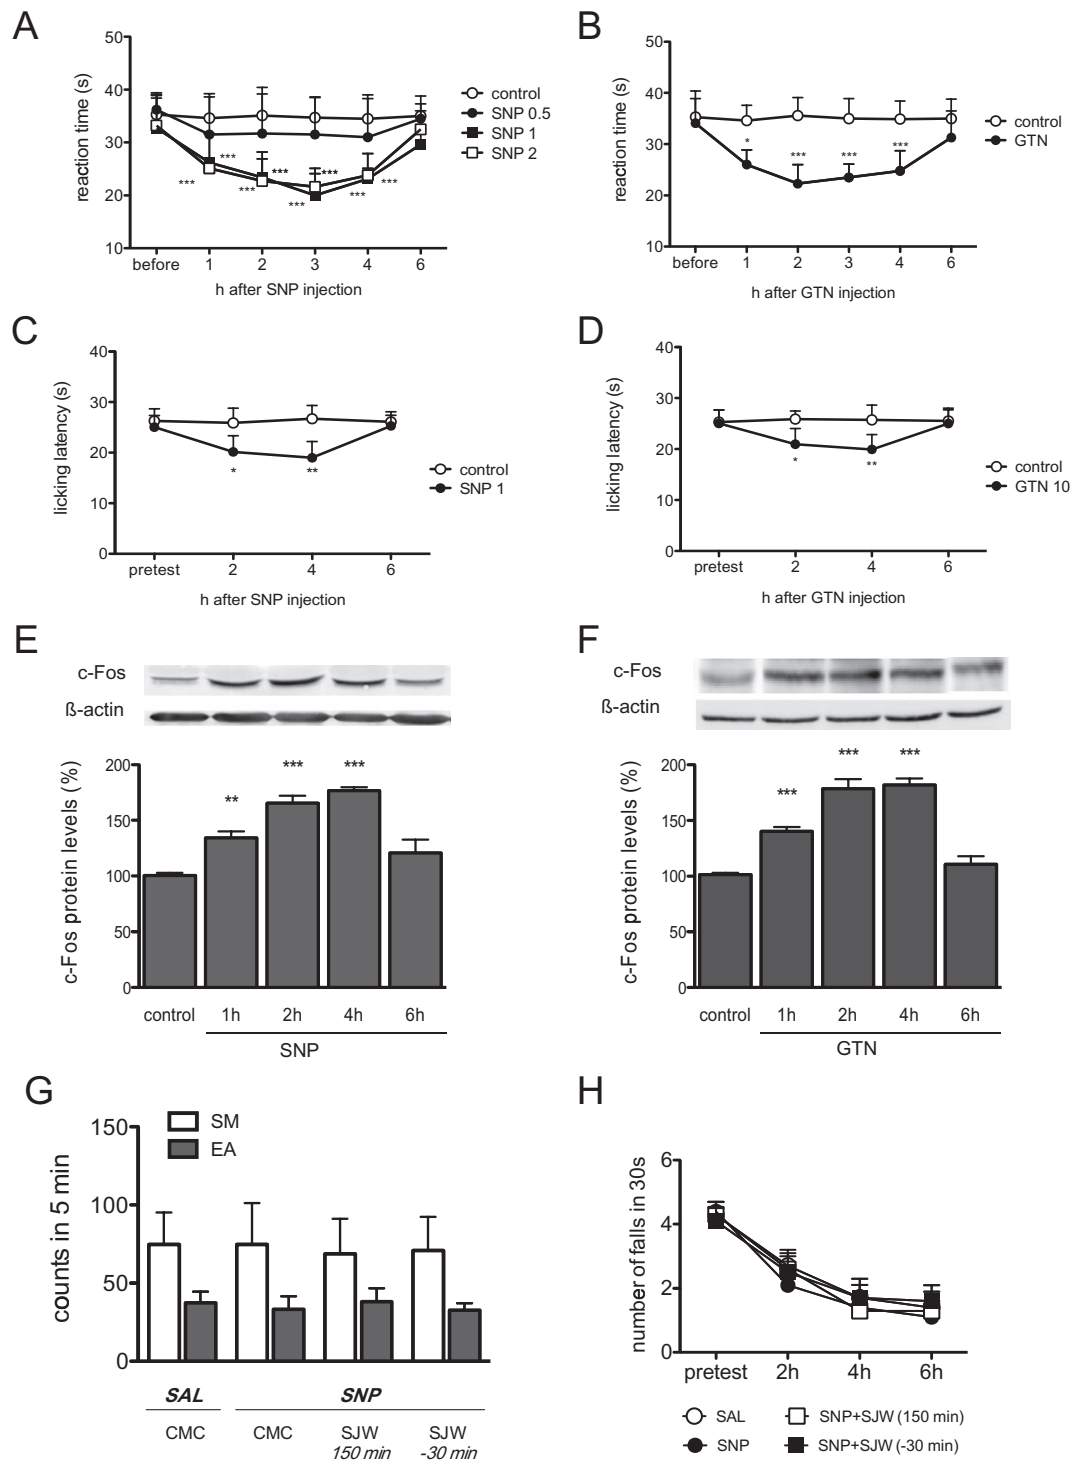 A
50
40
30
20
10
reaction time (s)
before 1 2 3 4 6
h after SNP injection
control
SNP 0.5
SNP 1
SNP 2
***
***
***
***
***
***
***
***
***
B
50
40
30
20
10
reaction time (s)
before 1 2 3 4 6
h after GTN injection
control
GTN
*
***
***
***
C
40
30
20
10
0
licking latency (s)
pretest 2 4 6
h after SNP injection
control
SNP 1
*
**
D
40
30
20
10
0
licking latency (s)
pretest 2 4 6
h after GTN injection
control
GTN 10
*
**
E
c-Fos
ß-actin
200
150
100
50
0
c-Fos protein levels (%)
**
***
***
control 1h 2h 4h 6h
SNP
F
c-Fos
ß-actin
200
150
100
50
0
c-Fos protein levels (%)
***
***
***
control 1h 2h 4h 6h
GTN
G
150
100
50
0
counts in 5 min
SM
EA
SAL SNP
CMC CMC SJW SJW
150 min -30 min
H
6
4
2
0
number of falls in 30s
pretest 2h 4h 6h
SAL SNP+SJW (150 min)
SNP SNP+SJW (-30 min)